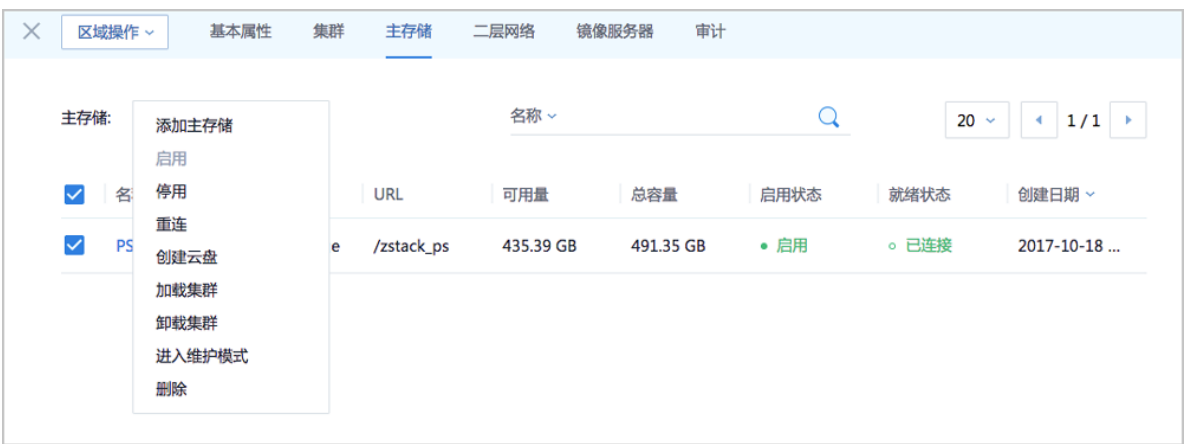 区域操作 基本属性 集群 主存储 二层网络 镜像服务器 审计
主存储: 名称 20 1 / 1
添加主存储
启用
停用
重连
创建云盘
加载集群
卸载集群
进入维护模式
删除
URL 可用量 总容量 启用状态 就绪状态 创建日期
PS e /zstack_ps 435.39 GB 491.35 GB 启用 已连接 2017-10-18 ...